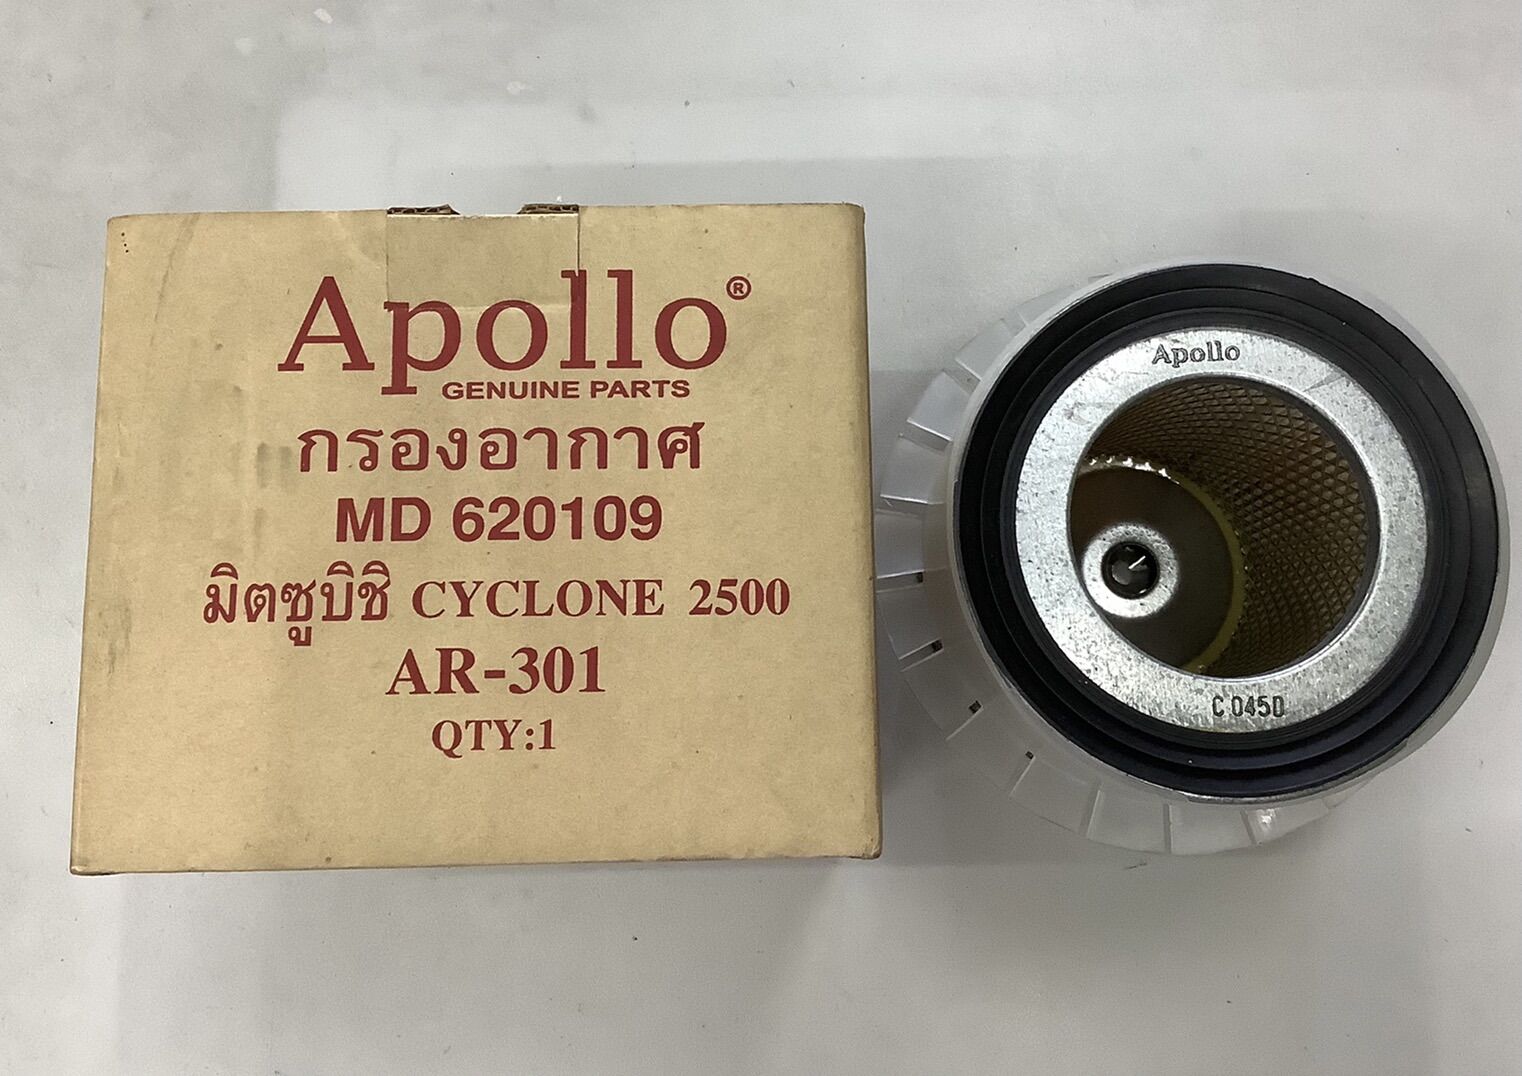 Apollo®
GENUINE PARTS
กรองอากาศ
MD 620109
มิตซูบิชิ CYCLONE 2500
AR-301
QTY:1
Apollo
C 0450